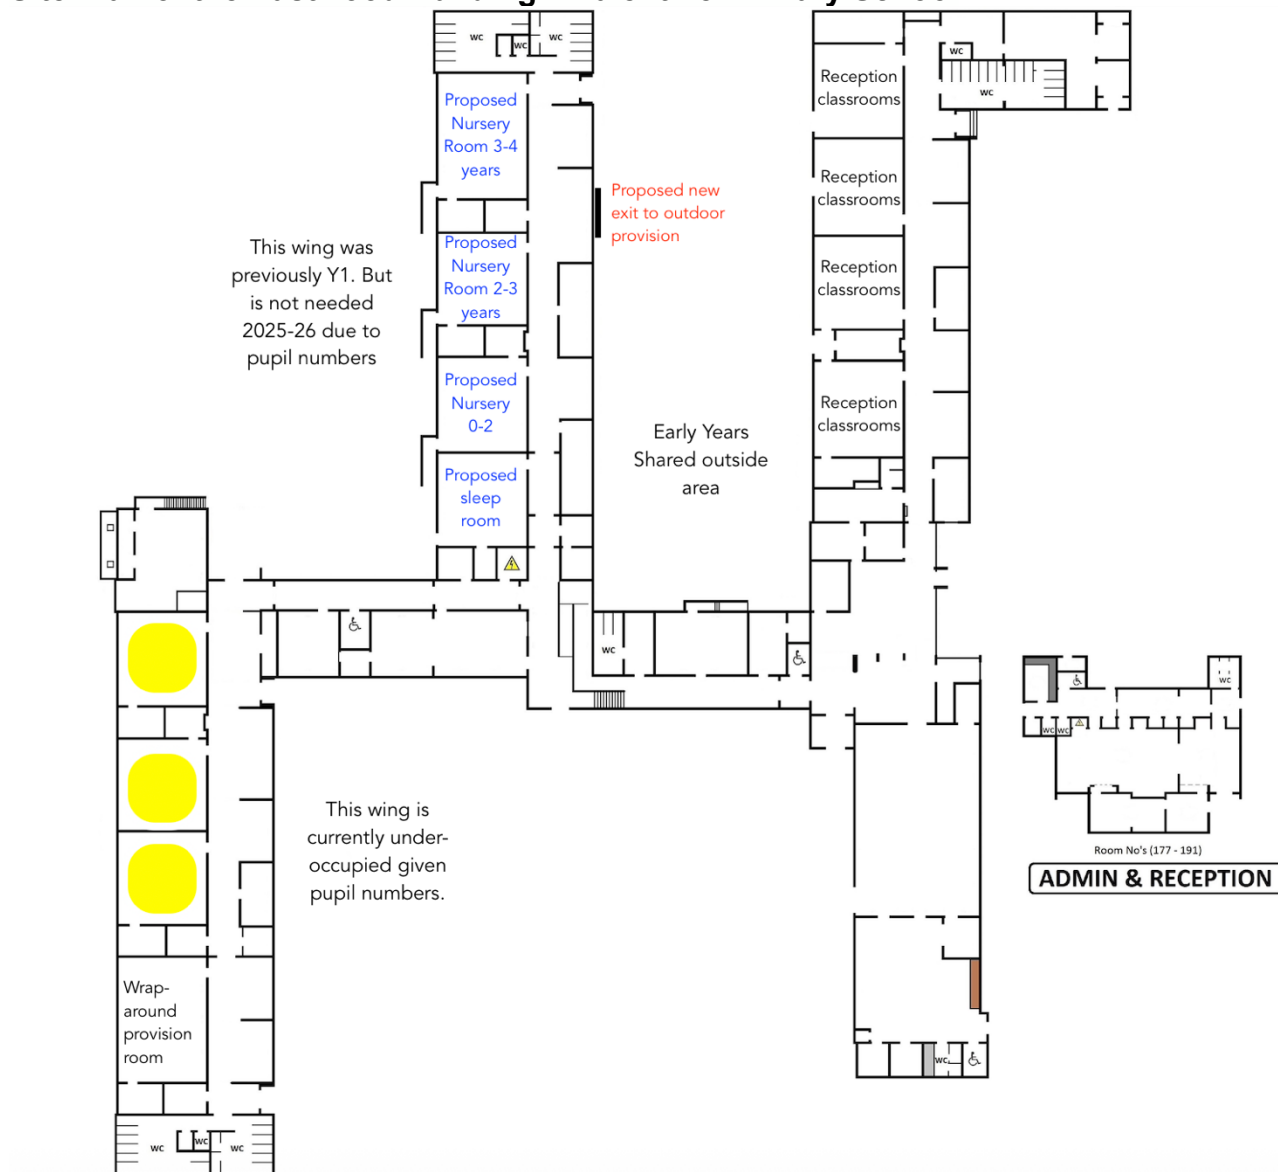 WC
WC
WC
Proposed
Nursery
Room 3-4
years
Proposed
Nursery
Room 2-3
years
Proposed
Nursery
0-2
Proposed
sleep
room
This wing was
previously Y1. But
is not needed
2025-26 due to
pupil numbers
Proposed new
exit to outdoor
provision
Early Years
Shared outside
area
Reception
classrooms
Reception
classrooms
Reception
classrooms
Reception
classrooms
WC
WC
WC
This wing is
currently under-
occupied given
pupil numbers.
Wrap-
around
provision
room
WC
WC
WC
WC
WC
WC
WC
Room No's (177 - 191)
ADMIN & RECEPTION